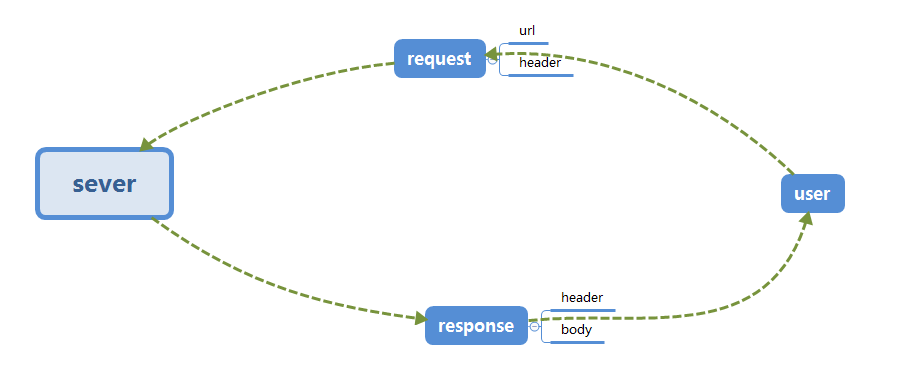 url
request
header
sever
user
header
response
body